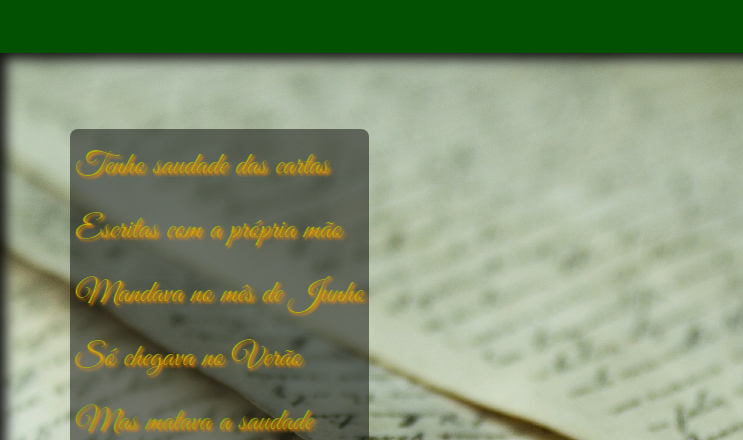 Tenho saudade das cartas
Escritas com a própria mão
Mandava no mês de Junho
Só chegava no Verão
Mas matava a saudade